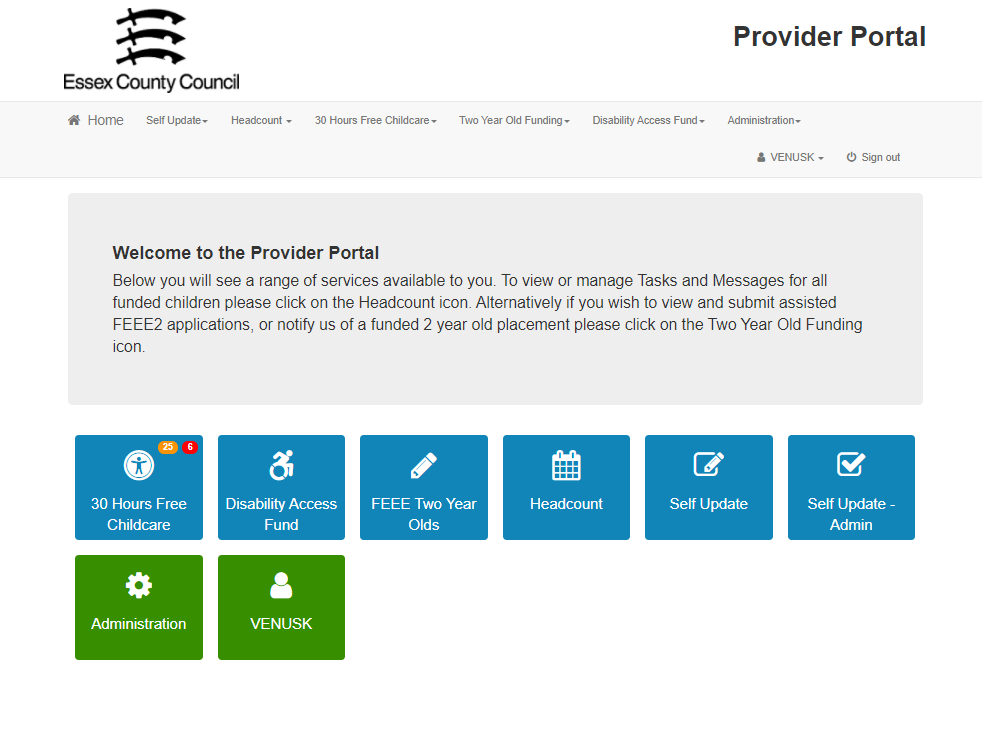 Essex County Council
Provider Portal
Home Self Update Headcount 30 Hours Free Childcare Two Year Old Funding Disability Access Fund Administration
VENUSK Sign out
Welcome to the Provider Portal
Below you will see a range of services available to you. To view or manage Tasks and Messages for all
funded children please click on the Headcount icon. Alternatively if you wish to view and submit assisted
FEEE2 applications, or notify us of a funded 2 year old placement please click on the Two Year Old Funding
icon.
25 6
30 Hours Free
Childcare
Disability Access
Fund
FEEE Two Year
Olds
Headcount
Self Update
Self Update -
Admin
Administration
VENUSK